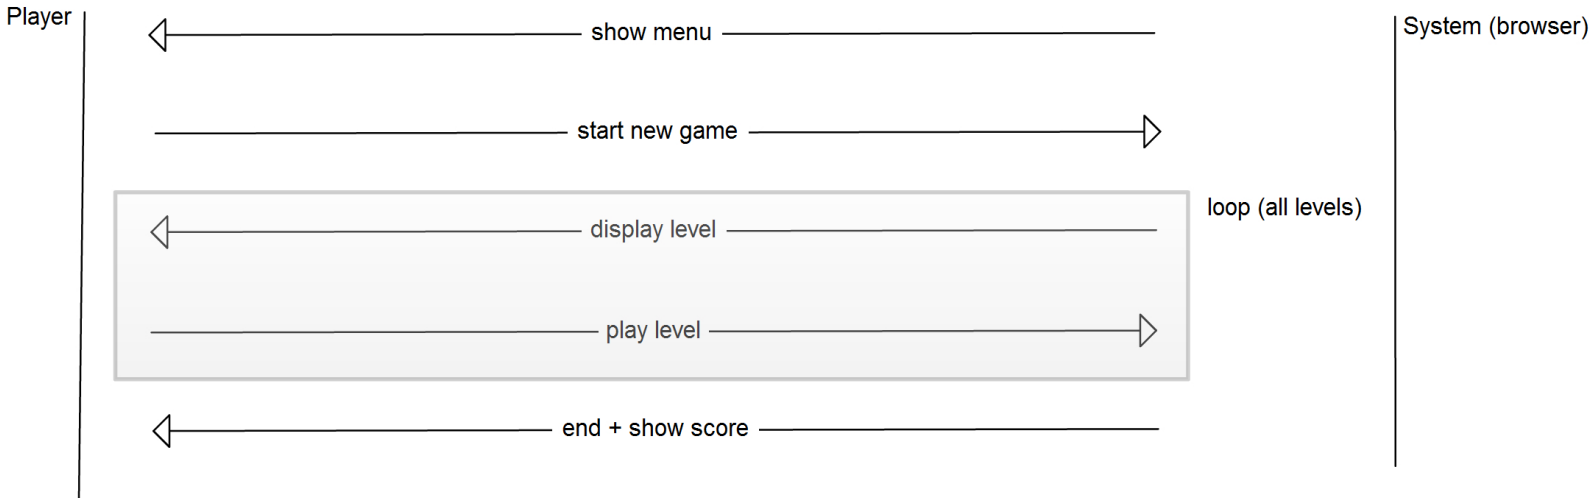 Player
show menu
System (browser)
start new game
loop (all levels)
display level
play level
end + show score